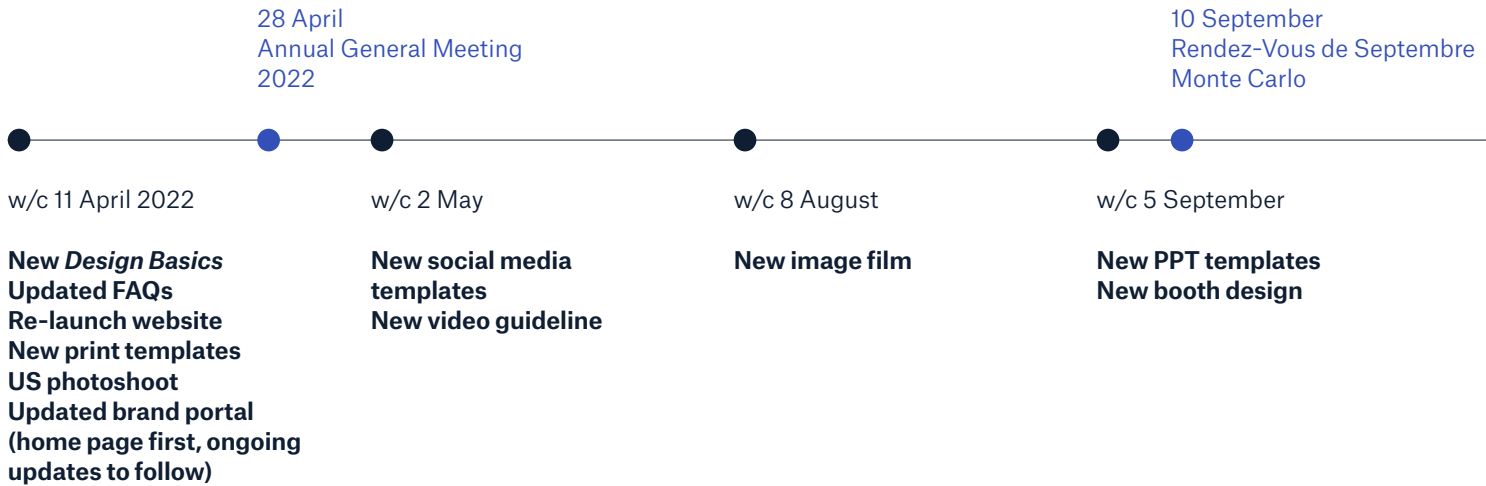 28 April
Annual General Meeting
2022
10 September
Rendez-Vous de Septembre
Monte Carlo
w/c 11 April 2022
New Design Basics
Updated FAQs
Re-launch website
New print templates
US photoshoot
Updated brand portal
(home page first, ongoing
updates to follow)
w/c 2 May
New social media
templates
New video guideline
w/c 8 August
New image film
w/c 5 September
New PPT templates
New booth design